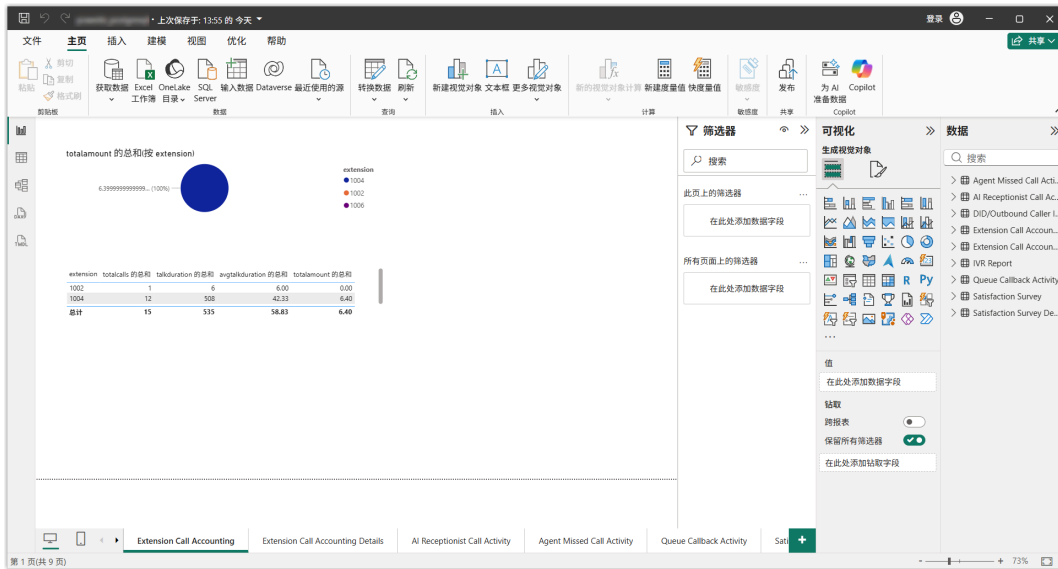 • 上次保存于: 13:55 的 今天
登录
文件 主页 插入 建模 视图 优化 帮助
共享
粘贴
剪切
复制
格式刷
剪贴板
获取数据
Excel 工作簿
OneLake 目录
SQL Server
输入数据
Dataverse
最近使用的源
数据
转换数据
刷新
查询
新建视觉对象
文本框
更多视觉对象
插入
新的视觉对象计算
新建度量值
快度量值
计算
敏感度
敏感度
发布
共享
为 AI 准备数据
Copilot
Copilot
totalamount 的总和(按 extension)
6.3999999999999... (100%)
extension
1004
1002
1006
extension totalcalls 的总和 talkduration 的总和 avgtalkduration 的总和 totalamount 的总和
1002 1 6 6.00 0.00
1004 12 508 42.33 6.40
总计 15 535 58.83 6.40
筛选器
搜索
此页上的筛选器 ...
在此处添加数据字段
所有页面上的筛选器 ...
在此处添加数据字段
可视化
生成视觉对象
R Py
...
值
在此处添加数据字段
钻取
跨报表
保留所有筛选器
在此处添加钻取字段
数据
搜索
Agent Missed Call Acti...
AI Receptionist Call Ac...
DID/Outbound Caller I...
Extension Call Accoun...
Extension Call Accoun...
IVR Report
Queue Callback Activity
Satisfaction Survey
Satisfaction Survey De...
Extension Call Accounting
Extension Call Accounting Details
AI Receptionist Call Activity
Agent Missed Call Activity
Queue Callback Activity
Sati
第 1 页(共 9 页)
73%